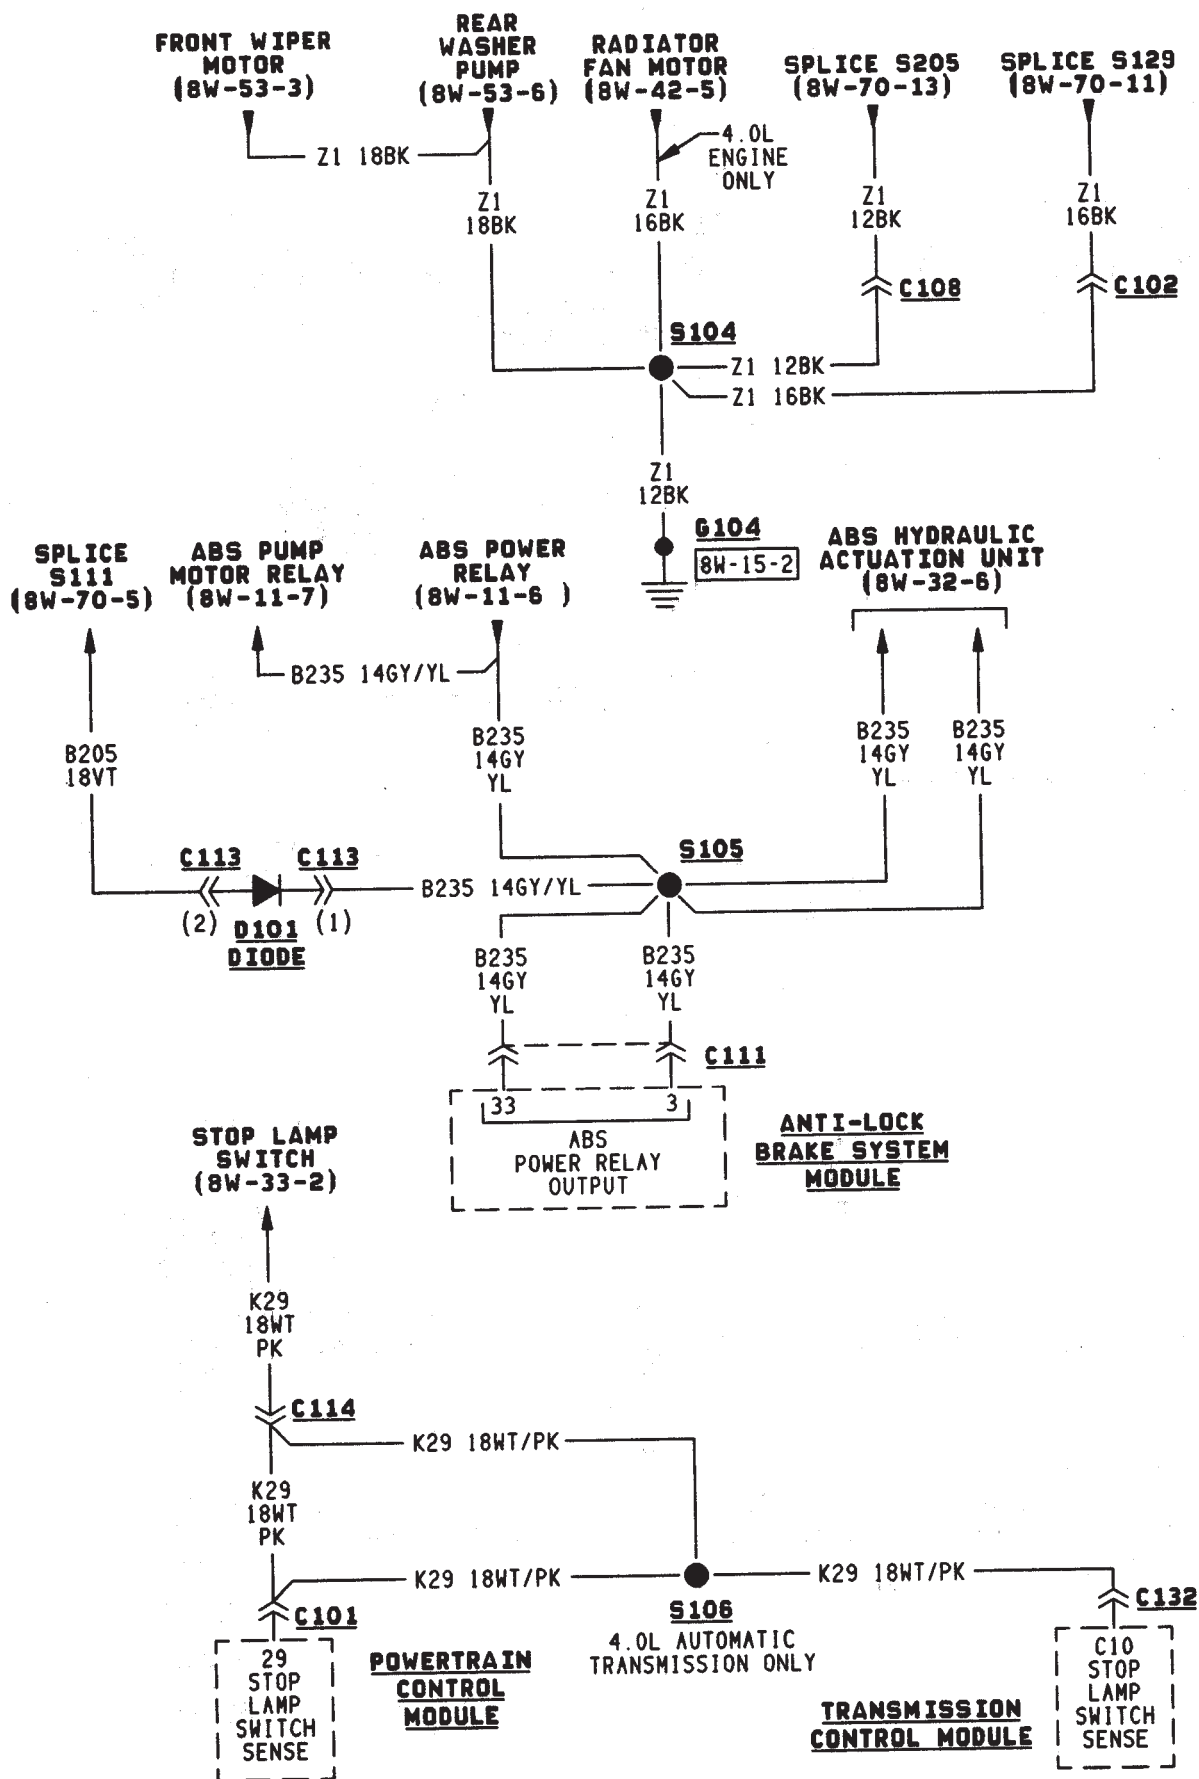 FRONT WIPER
MOTOR
(8W-53-3)
REAR
WASHER
PUMP
(8W-53-6)
RADIATOR
FAN MOTOR
(8W-42-5)
SPLICE S205
(8W-70-13)
SPLICE S129
(8W-70-11)
Z1 18BK
4.0L
ENGINE
ONLY
Z1
18BK
Z1
16BK
Z1
12BK
Z1
16BK
C108
C102
S104
Z1 12BK
Z1 16BK
Z1
12BK
G104
8W-15-2
SPLICE
S111
(8W-70-5)
ABS PUMP
MOTOR RELAY
(8W-11-7)
ABS POWER
RELAY
(8W-11-6 )
ABS HYDRAULIC
ACTUATION UNIT
(8W-32-6)
B235 14GY/YL
B205
18VT
B235
14GY
YL
B235
14GY
YL
B235
14GY
YL
C113
C113
S105
B235 14GY/YL
(2)
D101
DIODE
(1)
B235
14GY
YL
B235
14GY
YL
C111
33
3
ABS
POWER RELAY
OUTPUT
ANTI-LOCK
BRAKE SYSTEM
MODULE
STOP LAMP
SWITCH
(8W-33-2)
K29
18WT
PK
C114
K29 18WT/PK
K29
18WT
PK
K29 18WT/PK
K29 18WT/PK
C101
S106
4.0L AUTOMATIC
TRANSMISSION ONLY
C132
29
STOP
LAMP
SWITCH
SENSE
POWERTRAIN
CONTROL
MODULE
TRANSMISSION
CONTROL MODULE
C10
STOP
LAMP
SWITCH
SENSE